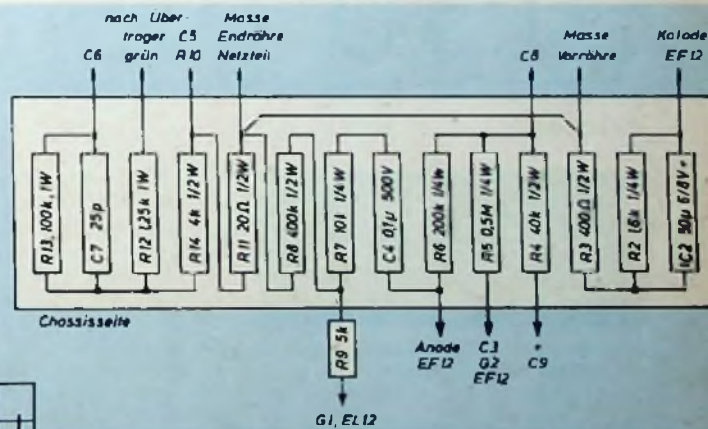 nach Über-
trager
grün
C6
C5
R10
Masse
Endröhre
Netzteil
C8
Masse
Vorröhre
Katode
EF12
R13, 100k, 1W
C7 25p
R12 1,25k 1W
R14 4k 1/2W
R11 20Ω 1/2W
R8 400k 1/2W
R7 1/4W
C4 0,1µ 500V
R6 200k 1/4W
R5 0,5M 1/4W
R4 40k 1/2W
R3 400Ω 1/2W
R2 1,6k 1/4W
C2 50µ 6/8V +
Chassisseite
R9 5k
Anode
EF12
C3
G2
EF12
+
C9
G1, EL12